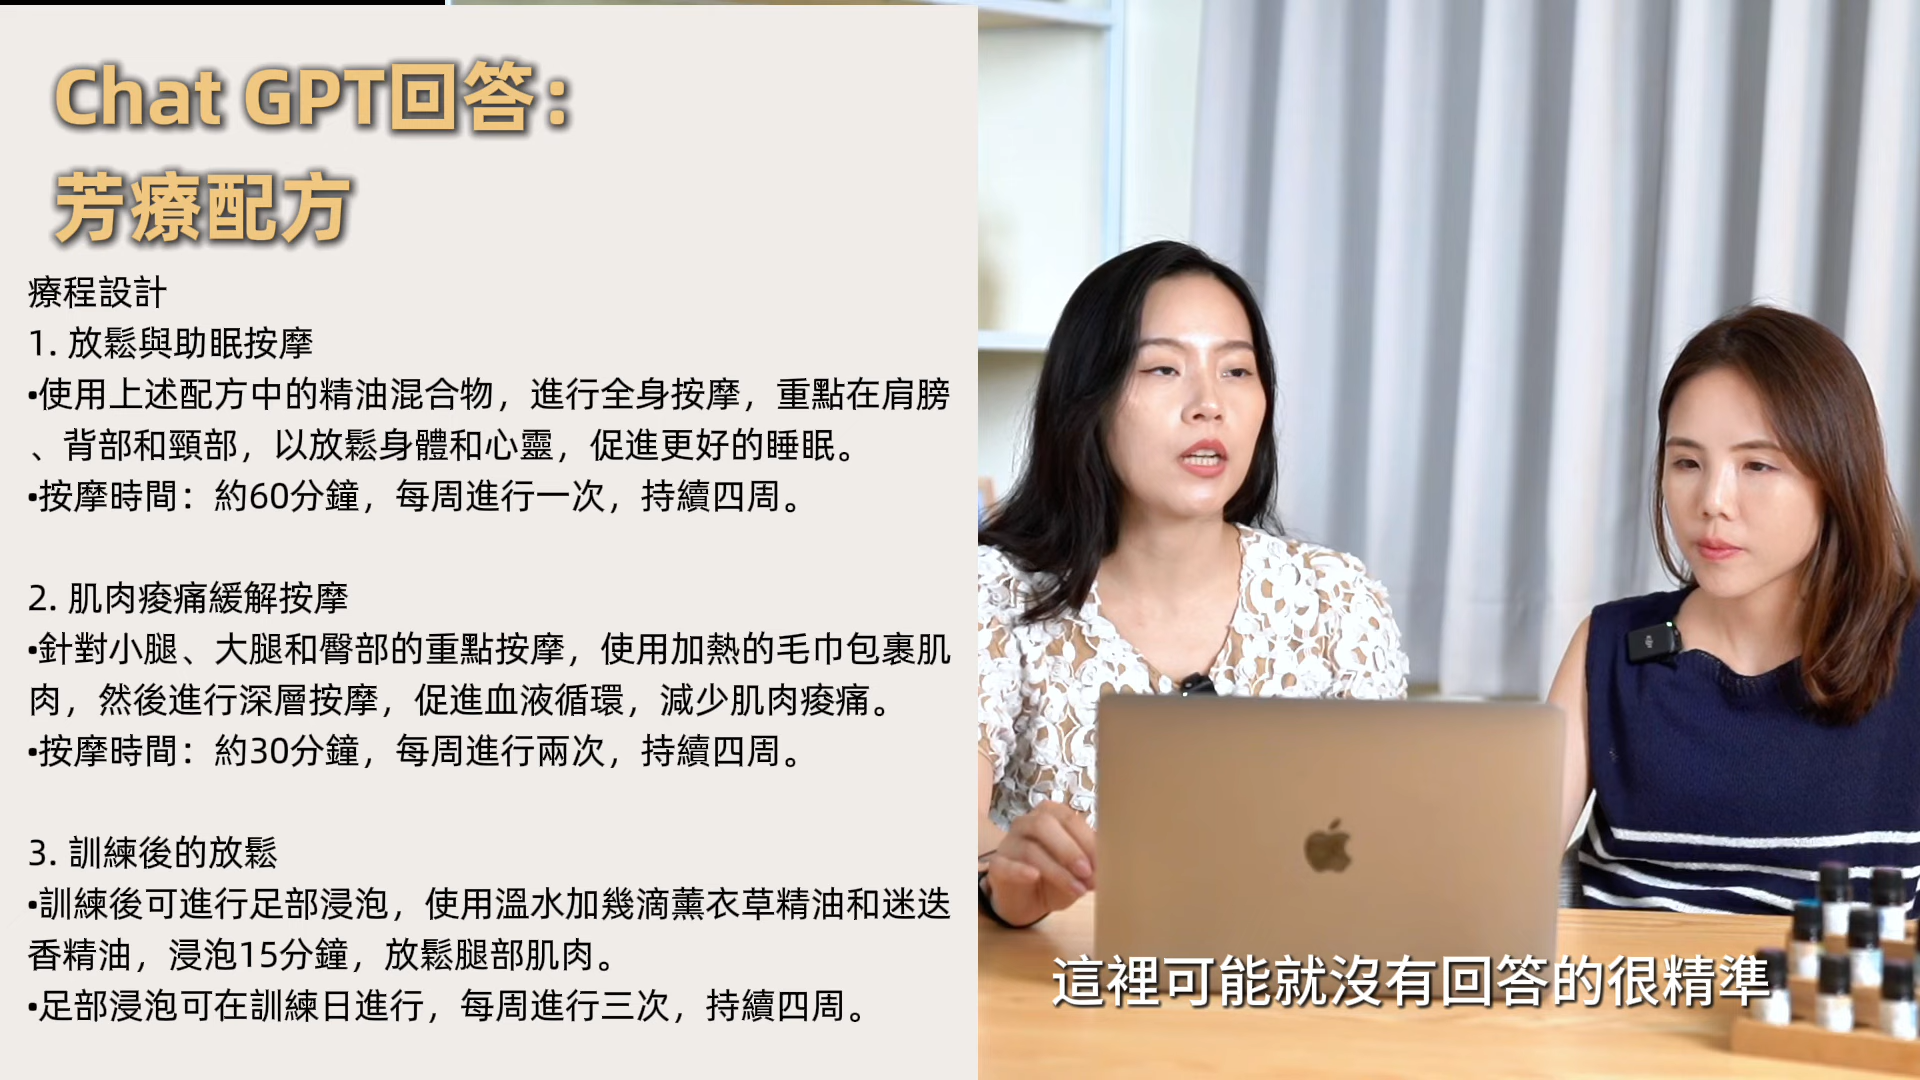 Chat GPT回答：
芳療配方
療程設計
1. 放鬆與助眠按摩
•使用上述配方中的精油混合物，進行全身按摩，重點在肩膀
、背部和頸部，以放鬆身體和心靈，促進更好的睡眠。
•按摩時間：約60分鐘，每周進行一次，持續四周。
2. 肌肉痠痛緩解按摩
•針對小腿、大腿和臀部的重點按摩，使用加熱的毛巾包裹肌
肉，然後進行深層按摩，促進血液循環，減少肌肉痠痛。
•按摩時間：約30分鐘，每周進行兩次，持續四周。
3. 訓練後的放鬆
•訓練後可進行足部浸泡，使用溫水加幾滴薰衣草精油和迷迭
香精油，浸泡15分鐘，放鬆腿部肌肉。
•足部浸泡可在訓練日進行，每周進行三次，持續四周。
這裡可能就沒有回答的很精準